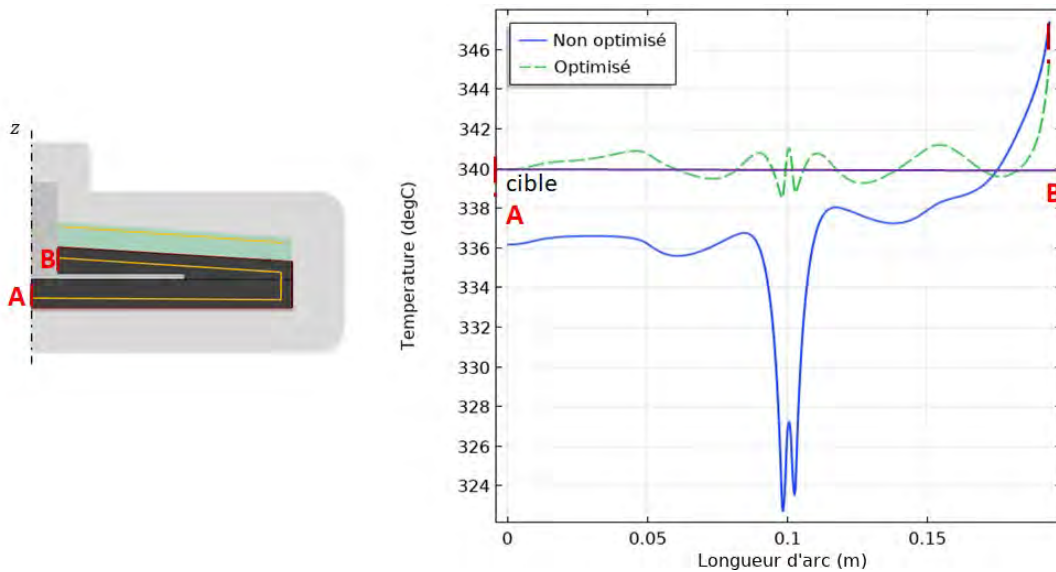 z
B
A
Non optimisé
Optimisé
346
344
342
340
338
336
334
332
330
328
326
324
cible
A
B
Temperature (degC)
0
0.05
0.1
0.15
Longueur d'arc (m)